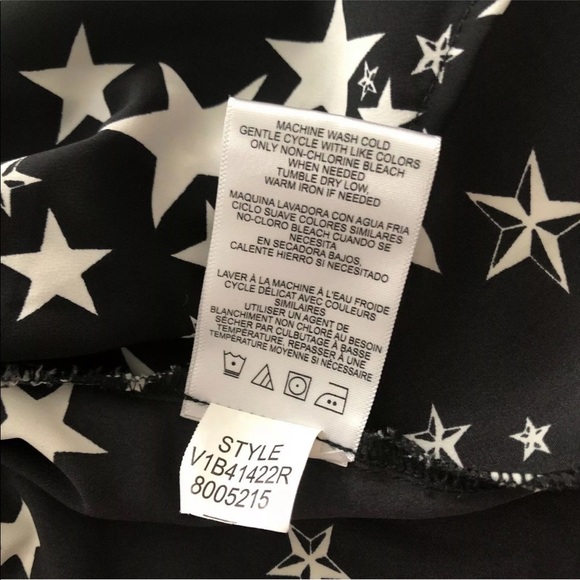 MACHINE WASH COLD
GENTLE CYCLE WITH LIKE COLORS
ONLY NON-CHLORINE BLEACH
WHEN NEEDED
TUMBLE DRY LOW,
WARM IRON IF NEEDED
MAQUINA LAVADORA CON AGUA FRIA
CICLO SUAVE COLORES SIMILARES
NO-CLORO BLEACH CUANDO SE
NECESITA
EN SECADORA BAJOS,
CALENTE HIERRO SI NECESITADO
LAVER À LA MACHINE À L'EAU FROIDE
CYCLE DÉLICAT AVEC COULEURS
SIMILAIRES
UTILISER UN AGENT DE
BLANCHIMENT NON CHLORÉ AU BESOIN
SÉCHER PAR CULBUTAGE À BASSE
TEMPÉRATURE, REPASSER À UNE
TEMPÉRATURE MOYENNE SI NÉCESSAIRE
STYLE
V1B41422R
8005215